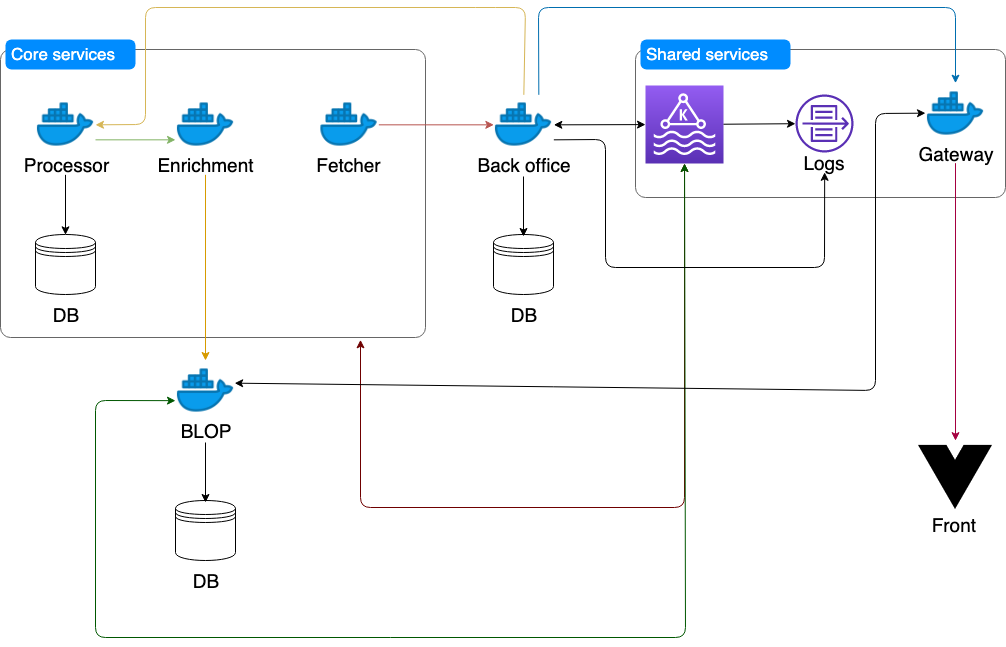 Core services
Shared services
K
Processor
Enrichment
Fetcher
Back office
Logs
Gateway
DB
DB
BLOP
Front
DB